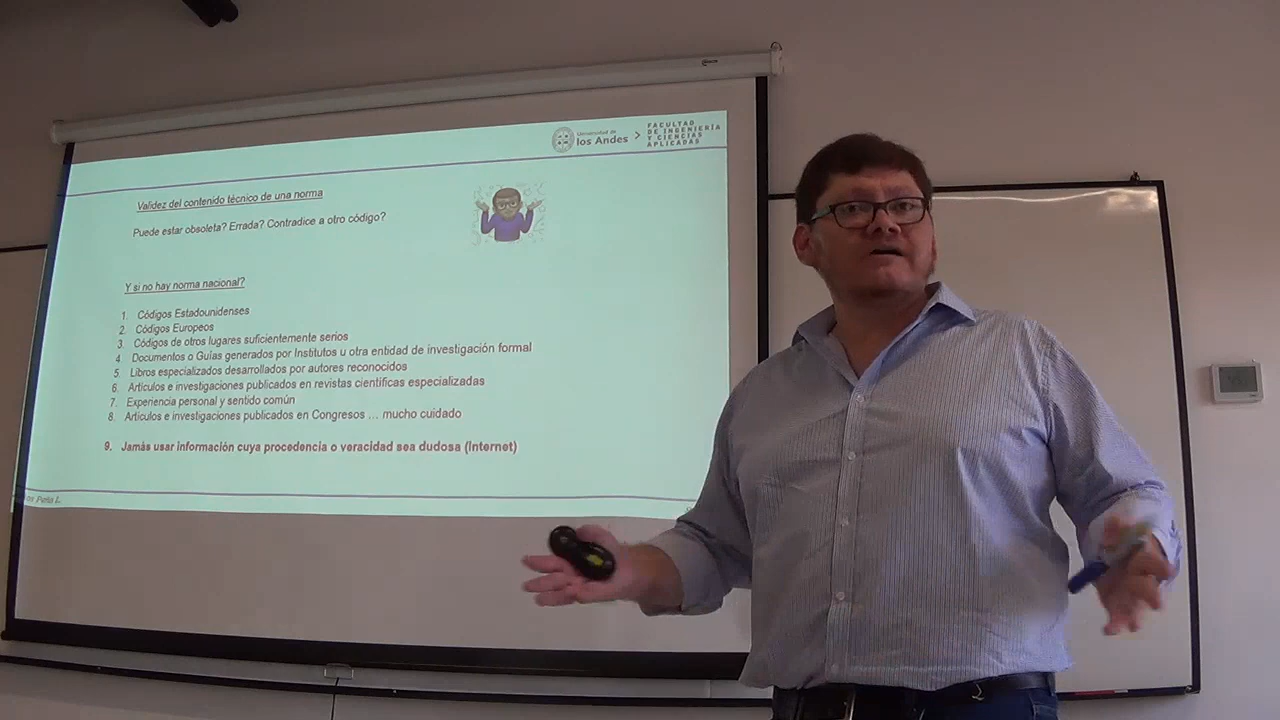 Universidad de
los Andes
FACULTAD
DE INGENIERÍA
Y CIENCIAS
APLICADAS
Validez del contenido técnico de una norma
Puede estar obsoleta? Errada? Contradice a otro código?
Y si no hay norma nacional?
1. Códigos Estadounidenses
2. Códigos Europeos
3. Códigos de otros lugares suficientemente serios
4. Documentos o Guías generados por Institutos u otra entidad de investigación formal
5. Libros especializados desarrollados por autores reconocidos
6. Artículos e investigaciones publicados en revistas científicas especializadas
7. Experiencia personal y sentido común
8. Artículos e investigaciones publicados en Congresos ... mucho cuidado
9. Jamás usar información cuya procedencia o veracidad sea dudosa (Internet)
os Peña L.